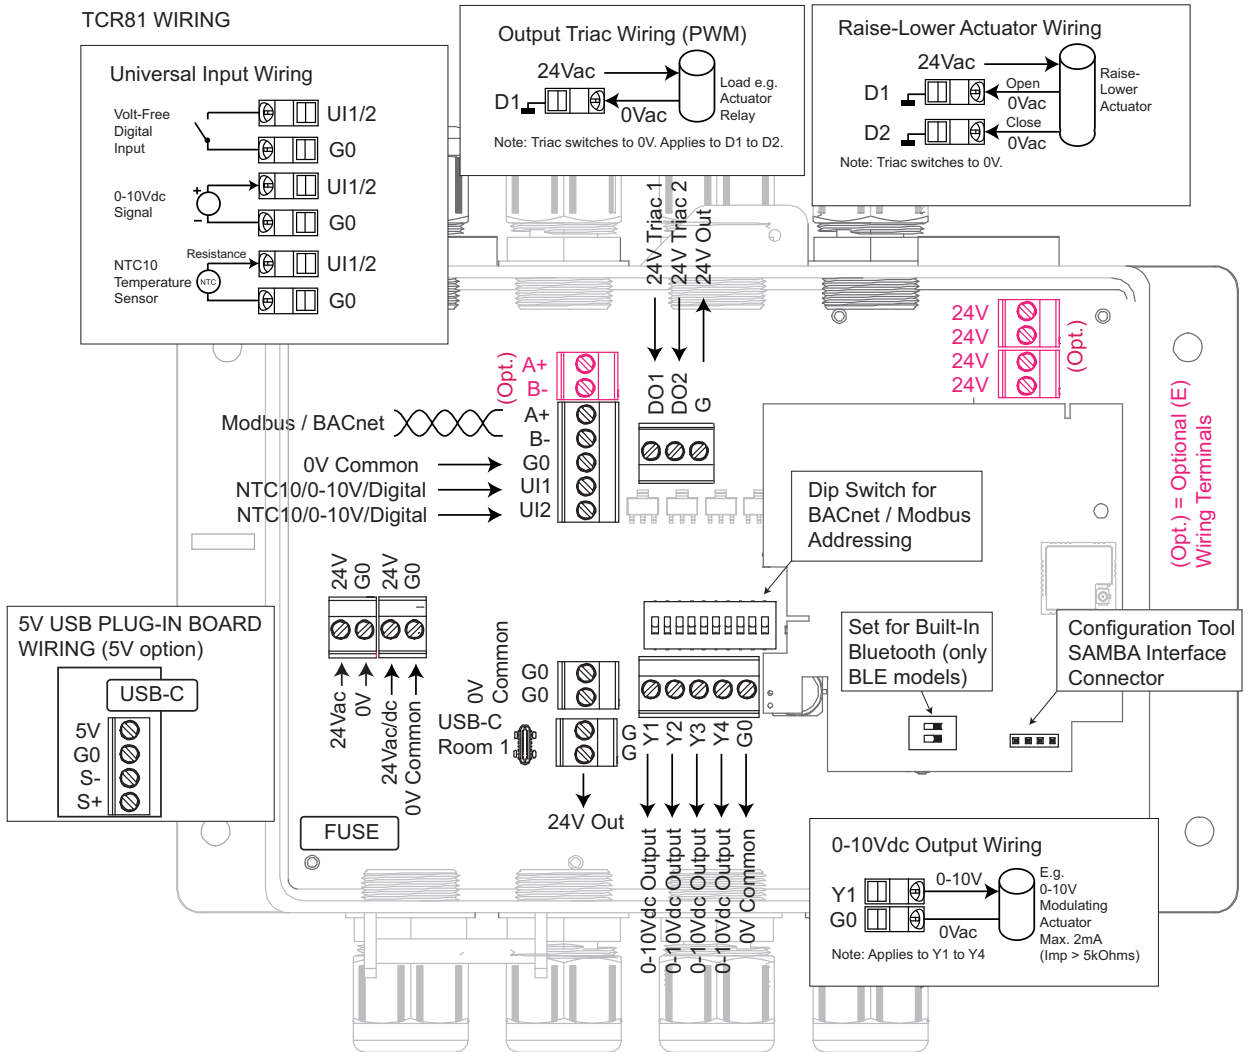 TCR81 WIRING
Universal Input Wiring
Volt-Free
Digital
Input
UI1/2
G0
0-10Vdc
Signal
+
–
UI1/2
G0
NTC10
Temperature
Sensor
Resistance
NTC
UI1/2
G0
Output Triac Wiring (PWM)
24Vac
D1
0Vac
Load e.g.
Actuator
Relay
Note: Triac switches to 0V. Applies to D1 to D2.
Raise-Lower Actuator Wiring
24Vac
D1
Open
0Vac
D2
Close
0Vac
Raise-
Lower
Actuator
Note: Triac switches to 0V.
24V Triac 1
24V Triac 2
24V Out
DO1
DO2
G
24V
24V
24V
24V
(Opt.)
(Opt.) = Optional (E)
Wiring Terminals
(Opt.)
A+
B-
Modbus / BACnet
A+
B-
0V Common
G0
NTC10/0-10V/Digital
UI1
NTC10/0-10V/Digital
UI2
Dip Switch for
BACnet / Modbus
Addressing
24V
G0
24V
G0
24Vac
0V
24Vac/dc
0V Common
5V USB PLUG-IN BOARD
WIRING (5V option)
USB-C
5V
G0
S-
S+
0V
Common
G0
G0
USB-C
Room 1
G
G
24V Out
FUSE
Y1
Y2
Y3
Y4
G0
0-10Vdc Output
0-10Vdc Output
0-10Vdc Output
0-10Vdc Output
0V Common
Set for Built-In
Bluetooth (only
BLE models)
Configuration Tool
SAMBA Interface
Connector
0-10Vdc Output Wiring
Y1
0-10V
G0
0Vac
E.g.
0-10V
Modulating
Actuator
Max. 2mA
(Imp > 5kOhms)
Note: Applies to Y1 to Y4